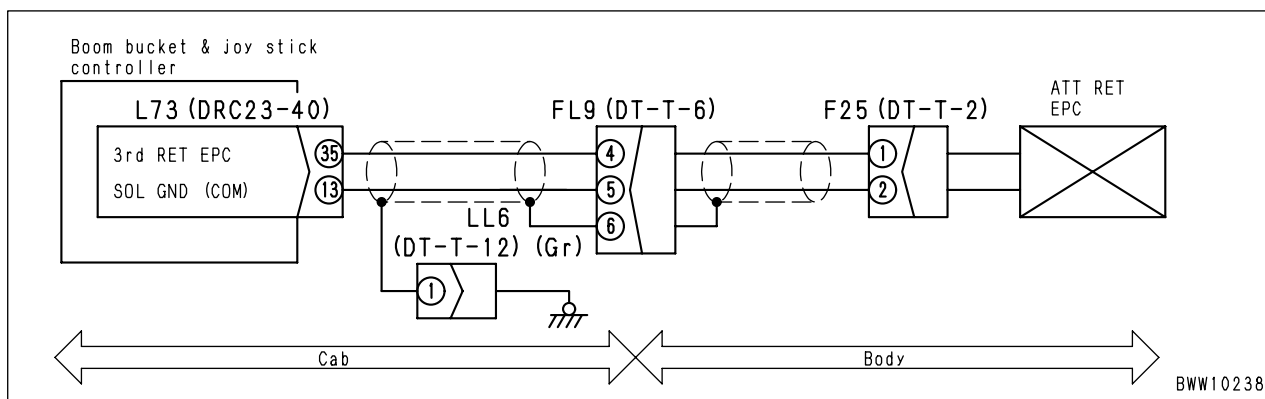 Boom bucket & joy stick
controller
L73 (DRC23-40)
FL9 (DT-T-6)
F25 (DT-T-2)
ATT RET
EPC
3rd RET EPC
35
4
1
SOL GND (COM)
13
5
2
6
LL6
(DT-T-12) (Gr)
1
Cab
Body
BWW10238